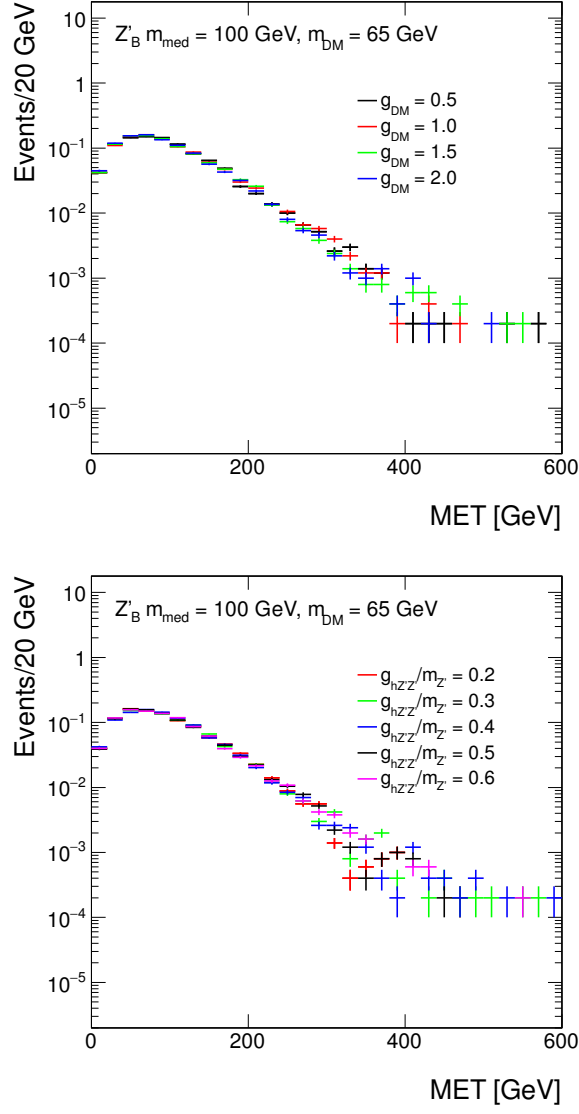 Z'_B m_med = 100 GeV, m_DM = 65 GeV
Events/20 GeV
10
1
10^-1
10^-2
10^-3
10^-4
10^-5
g_DM = 0.5
g_DM = 1.0
g_DM = 1.5
g_DM = 2.0
0 200 400 600
MET [GeV]
Z'_B m_med = 100 GeV, m_DM = 65 GeV
Events/20 GeV
10
1
10^-1
10^-2
10^-3
10^-4
10^-5
g_hZ'Z'/m_Z' = 0.2
g_hZ'Z'/m_Z' = 0.3
g_hZ'Z'/m_Z' = 0.4
g_hZ'Z'/m_Z' = 0.5
g_hZ'Z'/m_Z' = 0.6
0 200 400 600
MET [GeV]